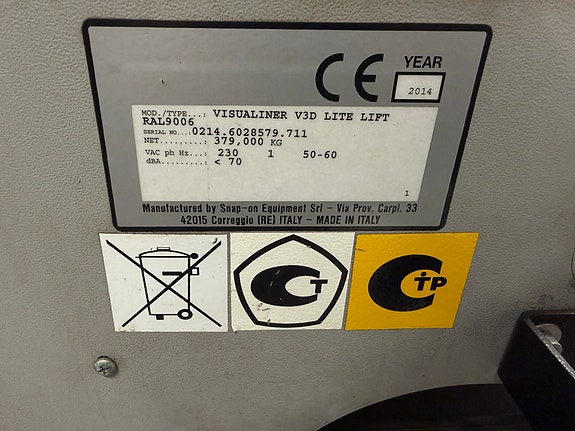 CE
YEAR
2014
MOD./TYPE...: VISUALINER V3D LITE LIFT
RAL9006
SERIAL NO...:0214.6028579.711
NET.......: 379,000 KG
VAC ph Hz...: 230 1 50-60
dBA.........: < 70
1
Manufactured by Snap-on Equipment Srl - Via Prov. Carpi, 33
42015 Correggio (RE) ITALY - MADE IN ITALY
CT
CTP